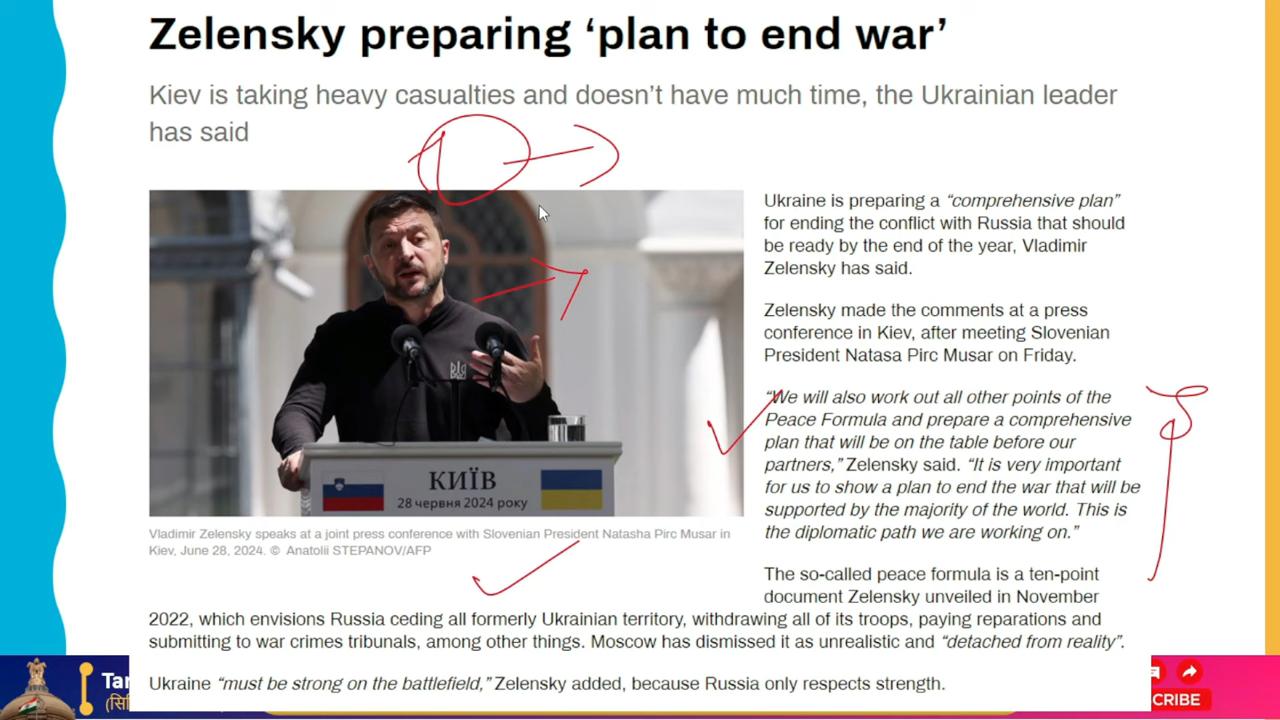 Zelensky preparing ‘plan to end war’
Kiev is taking heavy casualties and doesn’t have much time, the Ukrainian leader
has said
Ukraine is preparing a “comprehensive plan”
for ending the conflict with Russia that should
be ready by the end of the year, Vladimir
Zelensky has said.
Zelensky made the comments at a press
conference in Kiev, after meeting Slovenian
President Natasa Pirc Musar on Friday.
“We will also work out all other points of the
Peace Formula and prepare a comprehensive
plan that will be on the table before our
partners,” Zelensky said. “It is very important
for us to show a plan to end the war that will be
supported by the majority of the world. This is
the diplomatic path we are working on.”
КИЇВ
28 червня 2024 року
Vladimir Zelensky speaks at a joint press conference with Slovenian President Natasha Pirc Musar in
Kiev, June 28, 2024. © Anatolii STEPANOV/AFP
The so-called peace formula is a ten-point
document Zelensky unveiled in November
2022, which envisions Russia ceding all formerly Ukrainian territory, withdrawing all of its troops, paying reparations and
submitting to war crimes tribunals, among other things. Moscow has dismissed it as unrealistic and “detached from reality”.
Ukraine “must be strong on the battlefield,” Zelensky added, because Russia only respects strength.
Tar
(सि
CRIBE